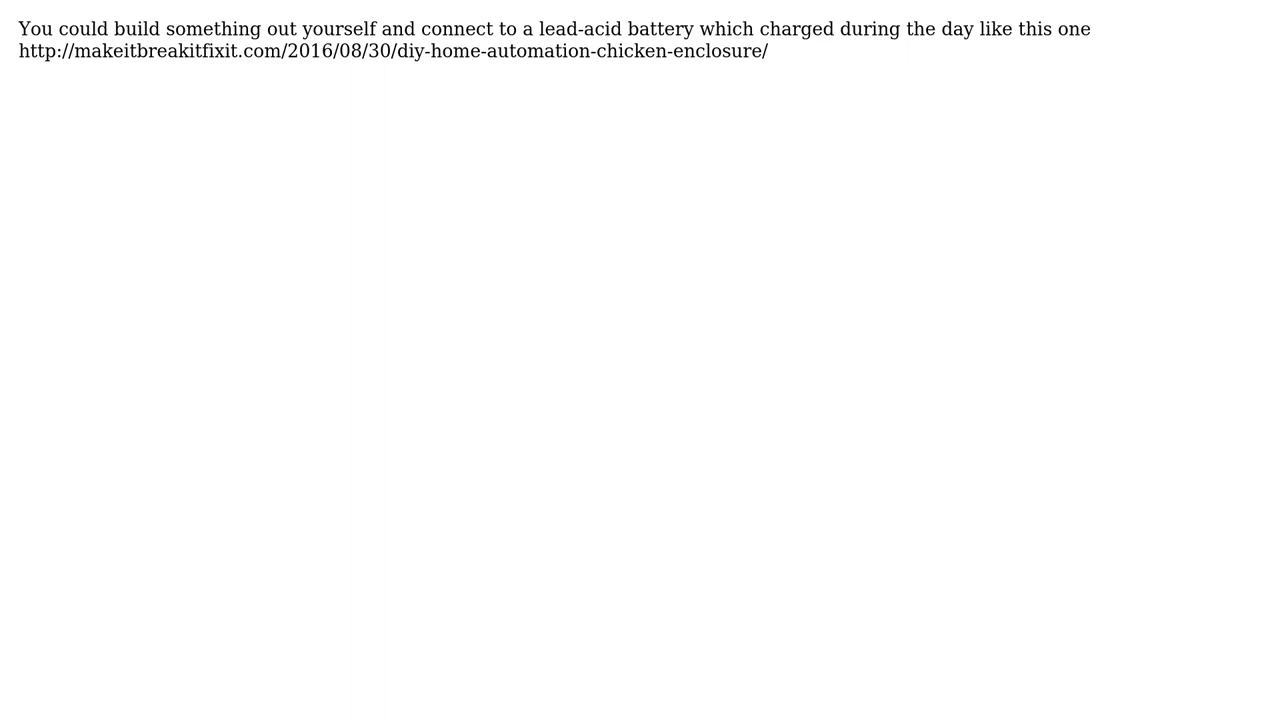 You could build something out yourself and connect to a lead-acid battery which charged during the day like this one
http://makeitbreakitfixit.com/2016/08/30/diy-home-automation-chicken-enclosure/